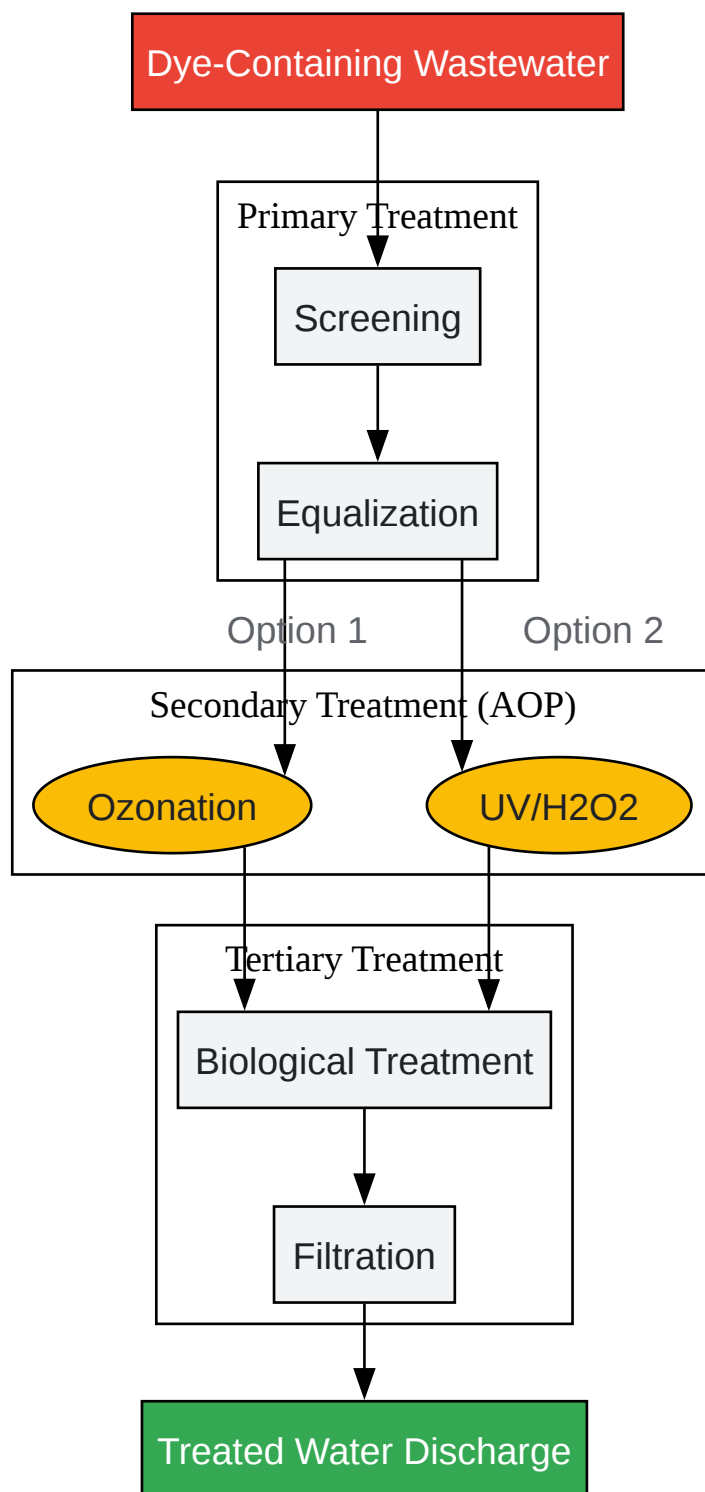 Dye-Containing Wastewater
Primary Treatment
Screening
Equalization
Option 1
Option 2
Secondary Treatment (AOP)
Ozonation
UV/H2O2
Tertiary Treatment
Biological Treatment
Filtration
Treated Water Discharge